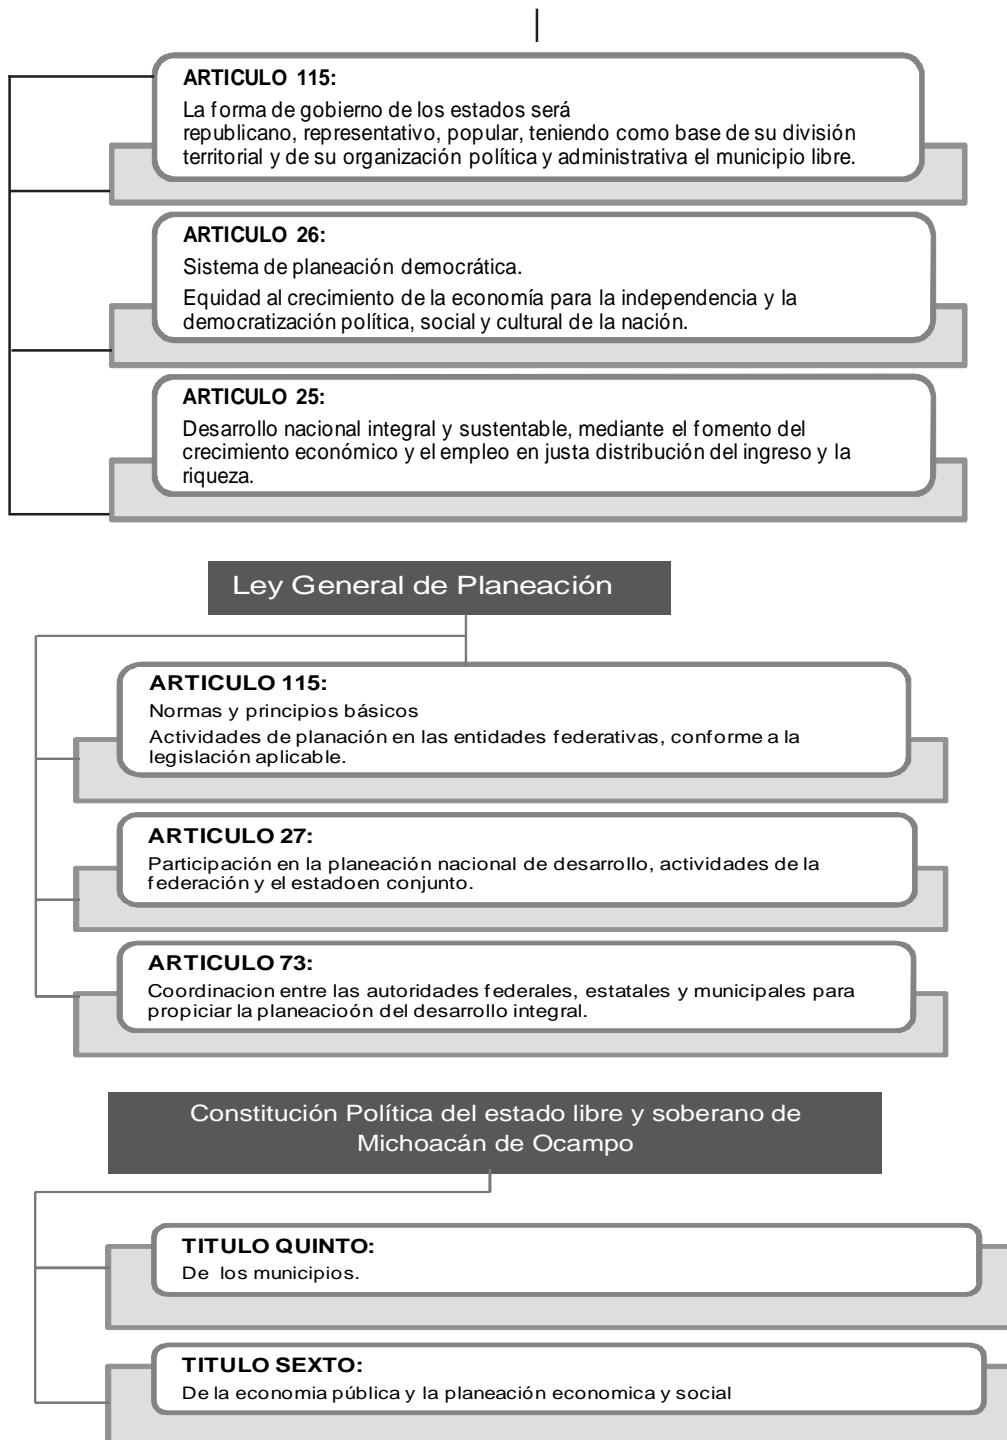 ARTICULO 115:
La forma de gobierno de los estados será
republicano, representativo, popular, teniendo como base de su división
territorial y de su organización política y administrativa el municipio libre.
ARTICULO 26:
Sistema de planeación democrática.
Equidad al crecimiento de la economía para la independencia y la
democratización política, social y cultural de la nación.
ARTICULO 25:
Desarrollo nacional integral y sustentable, mediante el fomento del
crecimiento económico y el empleo en justa distribución del ingreso y la
riqueza.
Ley General de Planeación
ARTICULO 115:
Normas y principios básicos
Actividades de planación en las entidades federativas, conforme a la
legislación aplicable.
ARTICULO 27:
Participación en la planeación nacional de desarrollo, actividades de la
federación y el estadoen conjunto.
ARTICULO 73:
Coordinacion entre las autoridades federales, estatales y municipales para
propiciar la planeacioón del desarrollo integral.
Constitución Política del estado libre y soberano de
Michoacán de Ocampo
TITULO QUINTO:
De los municipios.
TITULO SEXTO:
De la economia pública y la planeación economica y social